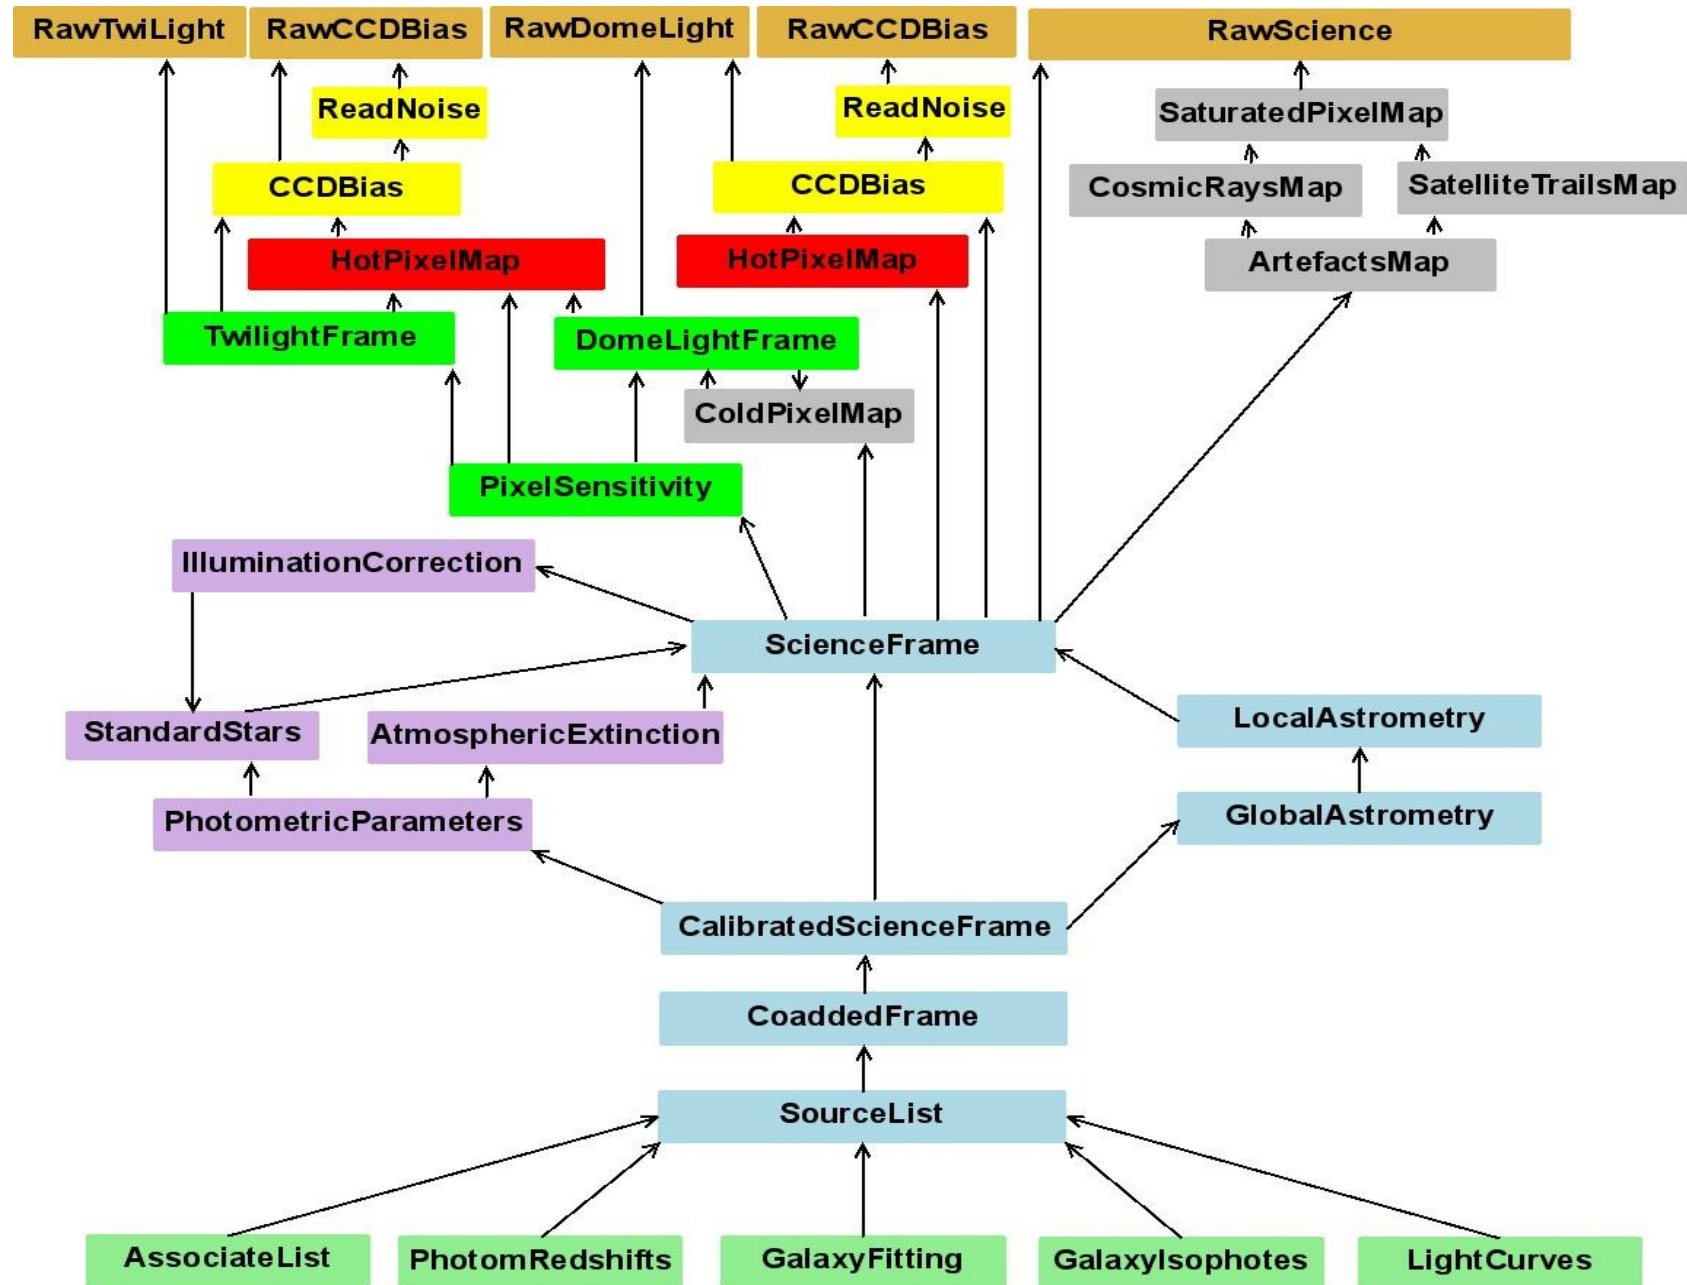 RawTwiLight
RawCCDBias
RawDomeLight
RawCCDBias
RawScience
ReadNoise
ReadNoise
SaturatedPixelMap
CCDBias
CCDBias
CosmicRaysMap
SatelliteTrailsMap
HotPixelMap
HotPixelMap
ArtefactsMap
TwilightFrame
DomeLightFrame
ColdPixelMap
PixelSensitivity
IlluminationCorrection
ScienceFrame
StandardStars
AtmosphericExtinction
LocalAstrometry
PhotometricParameters
GlobalAstrometry
CalibratedScienceFrame
CoaddedFrame
SourceList
AssociateList
PhotomRedshifts
GalaxyFitting
GalaxyIsophotes
LightCurves